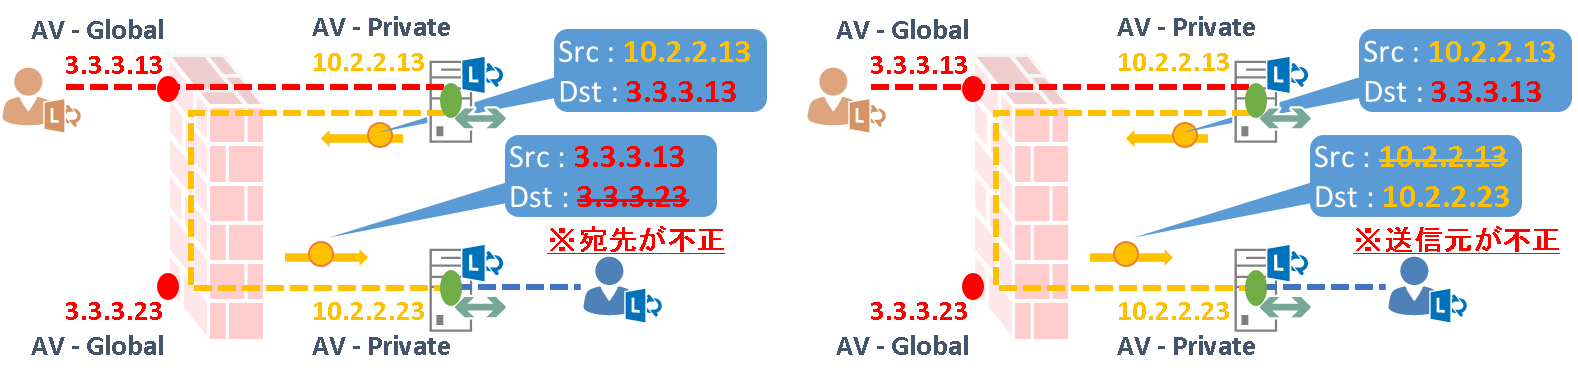 AV - Global
AV - Private
3.3.3.13
10.2.2.13
Src : 10.2.2.13
Dst : 3.3.3.13
Src : 3.3.3.13
Dst : 3.3.3.23
※宛先が不正
3.3.3.23
10.2.2.23
AV - Global
AV - Private
L
L
L
L
AV - Global
AV - Private
3.3.3.13
10.2.2.13
Src : 10.2.2.13
Dst : 3.3.3.13
Src : 10.2.2.13
Dst : 10.2.2.23
※送信元が不正
3.3.3.23
10.2.2.23
AV - Global
AV - Private
L
L
L
L